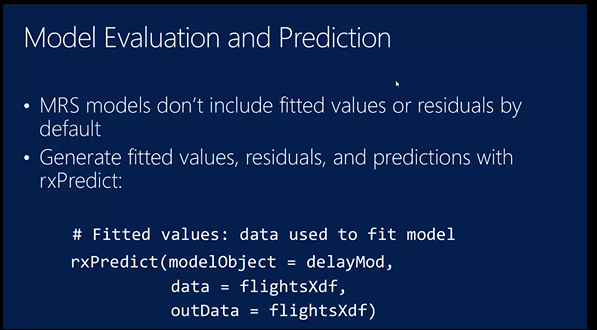 Model Evaluation and Prediction
• MRS models don't include fitted values or residuals by
default
• Generate fitted values, residuals, and predictions with
rxPredict:
# Fitted values: data used to fit model
rxPredict(modelObject = delayMod,
data = flightsXdf,
outData = flightsXdf)